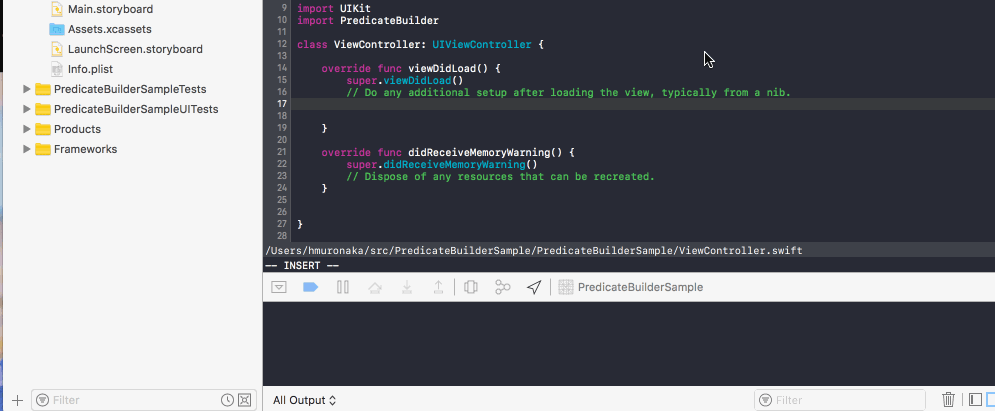 Main.storyboard
Assets.xcassets
LaunchScreen.storyboard
Info.plist
PredicateBuilderSampleTests
PredicateBuilderSampleUITests
Products
Frameworks
Filter
9 import UIKit
10 import PredicateBuilder
11
12 class ViewController: UIViewController {
13
14 override func viewDidLoad() {
15 super.viewDidLoad()
16 // Do any additional setup after loading the view, typically from a nib.
17
18
19 }
20
21 override func didReceiveMemoryWarning() {
22 super.didReceiveMemoryWarning()
23 // Dispose of any resources that can be recreated.
24 }
25
26
27 }
28
/Users/hmuronaka/src/PredicateBuilderSample/PredicateBuilderSample/ViewController.swift
-- INSERT --
PredicateBuilderSample
All Output
Filter